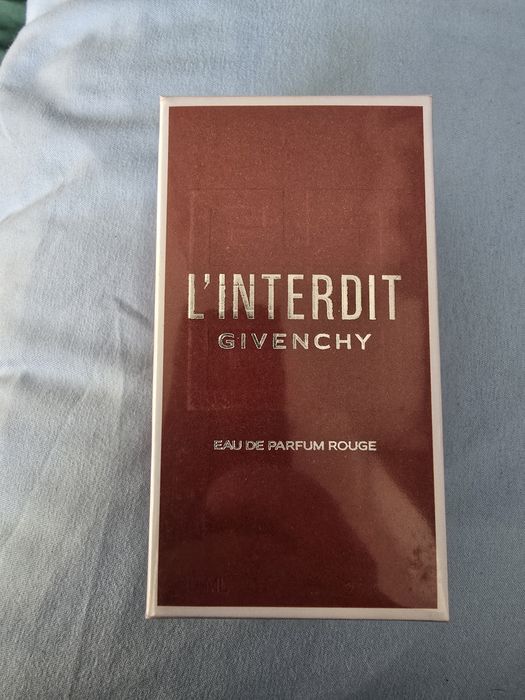 L'INTERDIT
GIVENCHY
EAU DE PARFUM ROUGE